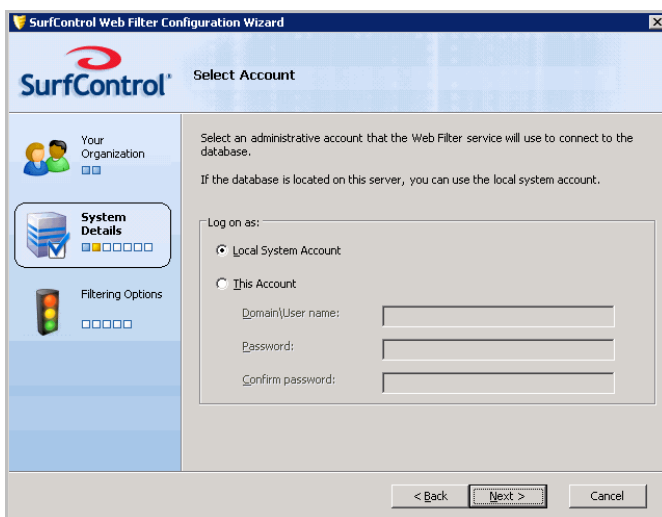 SurfControl Web Filter Configuration Wizard
SurfControl
Select Account
Your
Organization
System
Details
Filtering Options
Select an administrative account that the Web Filter service will use to connect to the
database.
If the database is located on this server, you can use the local system account.
Log on as:
Local System Account
This Account
Domain\User name:
Password:
Confirm password:
< Back
Next >
Cancel